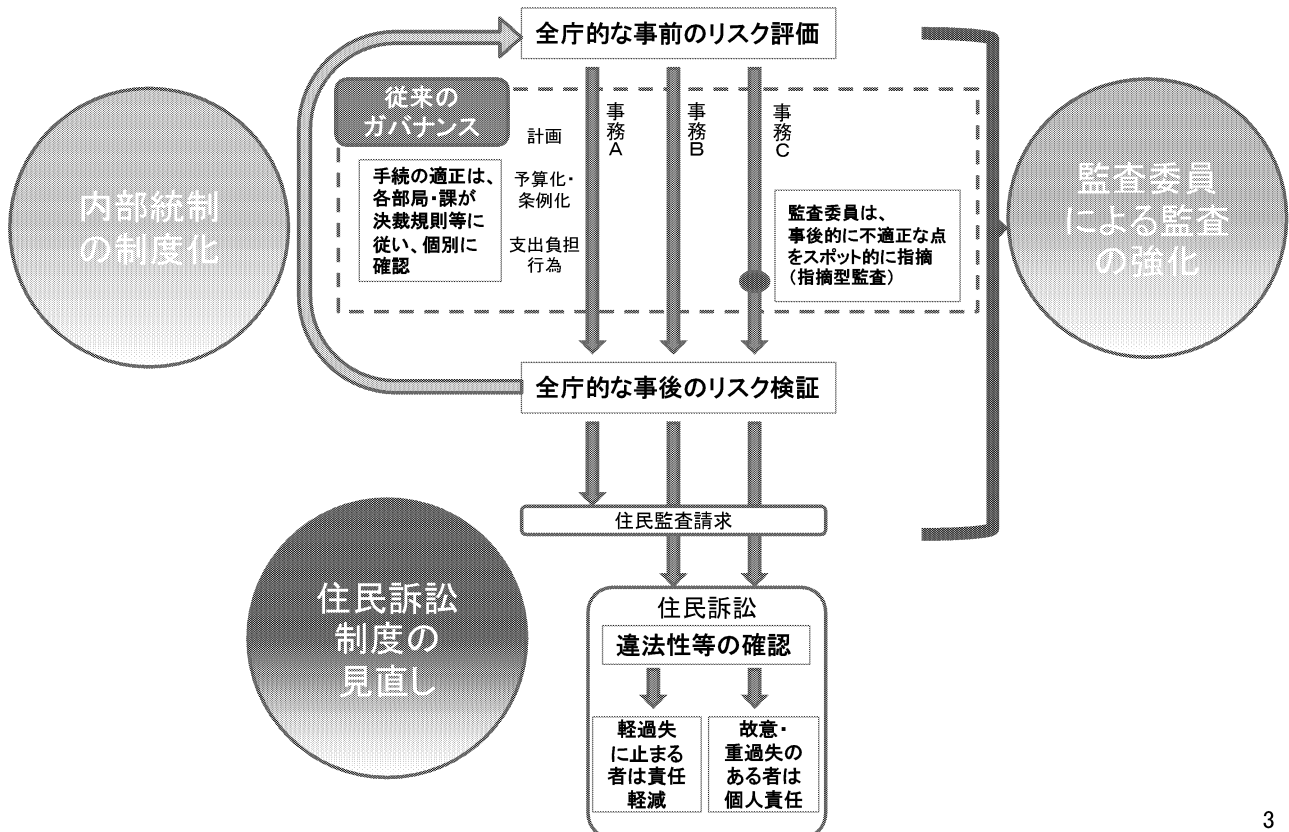 全庁的な事前のリスク評価
従来の
ガバナンス
計画
事務A
事務B
事務C
手続の適正は、
各部局・課が
決裁規則等に
従い、個別に
確認
予算化・
条例化
支出負担
行為
監査委員は、
事後的に不適正な点
をスポット的に指摘
（指摘型監査）
内部統制
の制度化
監査委員
による監査
の強化
全庁的な事後のリスク検証
住民監査請求
住民訴訟
制度の
見直し
住民訴訟
違法性等の確認
軽過失
に止まる
者は責任
軽減
故意・
重過失の
ある者は
個人責任
3